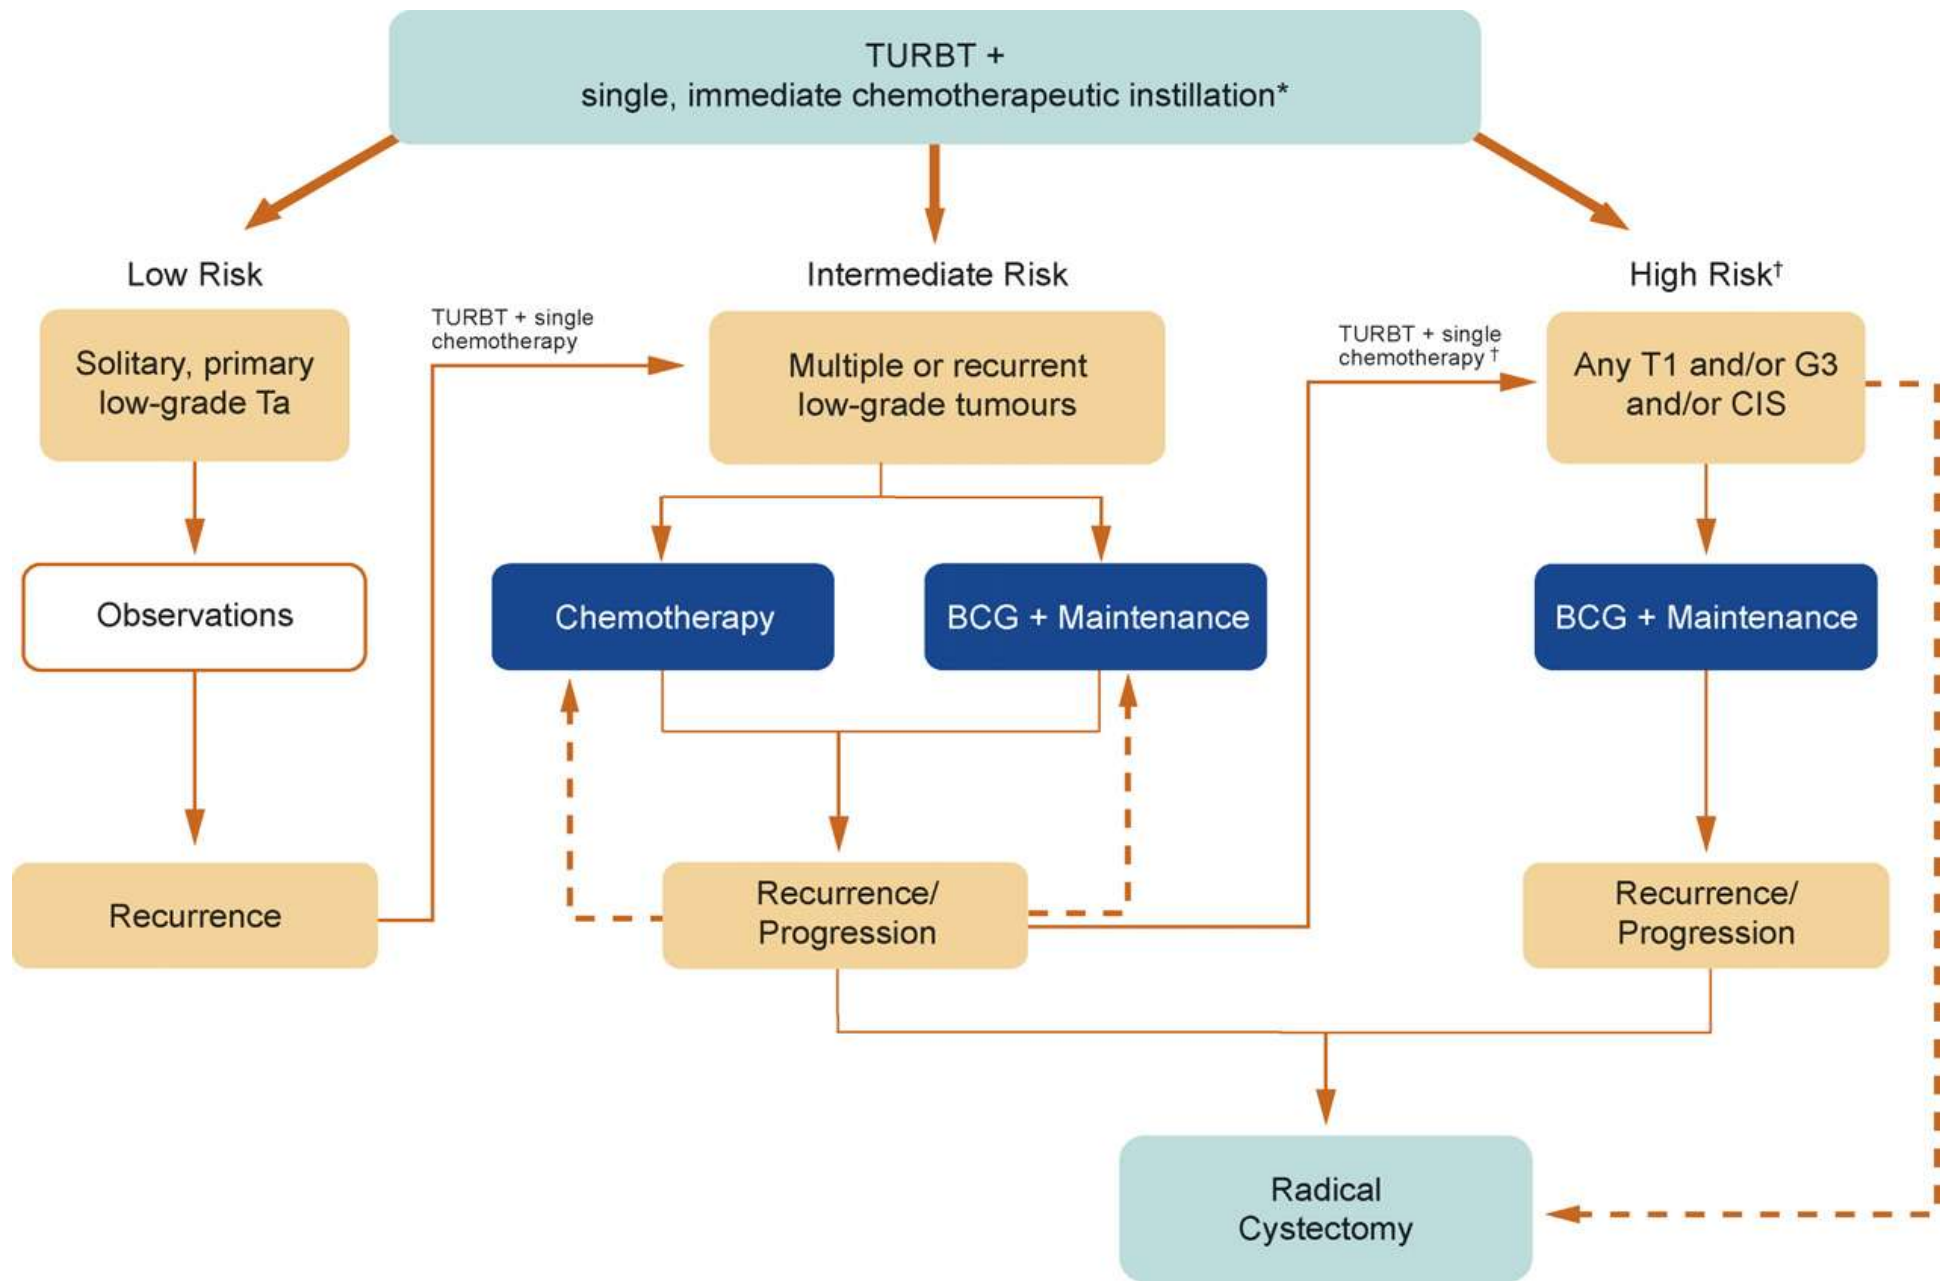 TURBT +
single, immediate chemotherapeutic instillation*
Low Risk
Intermediate Risk
High Risk†
Solitary, primary
low-grade Ta
TURBT + single
chemotherapy
Multiple or recurrent
low-grade tumours
TURBT + single
chemotherapy †
Any T1 and/or G3
and/or CIS
Observations
Chemotherapy
BCG + Maintenance
BCG + Maintenance
Recurrence
Recurrence/
Progression
Recurrence/
Progression
Radical
Cystectomy